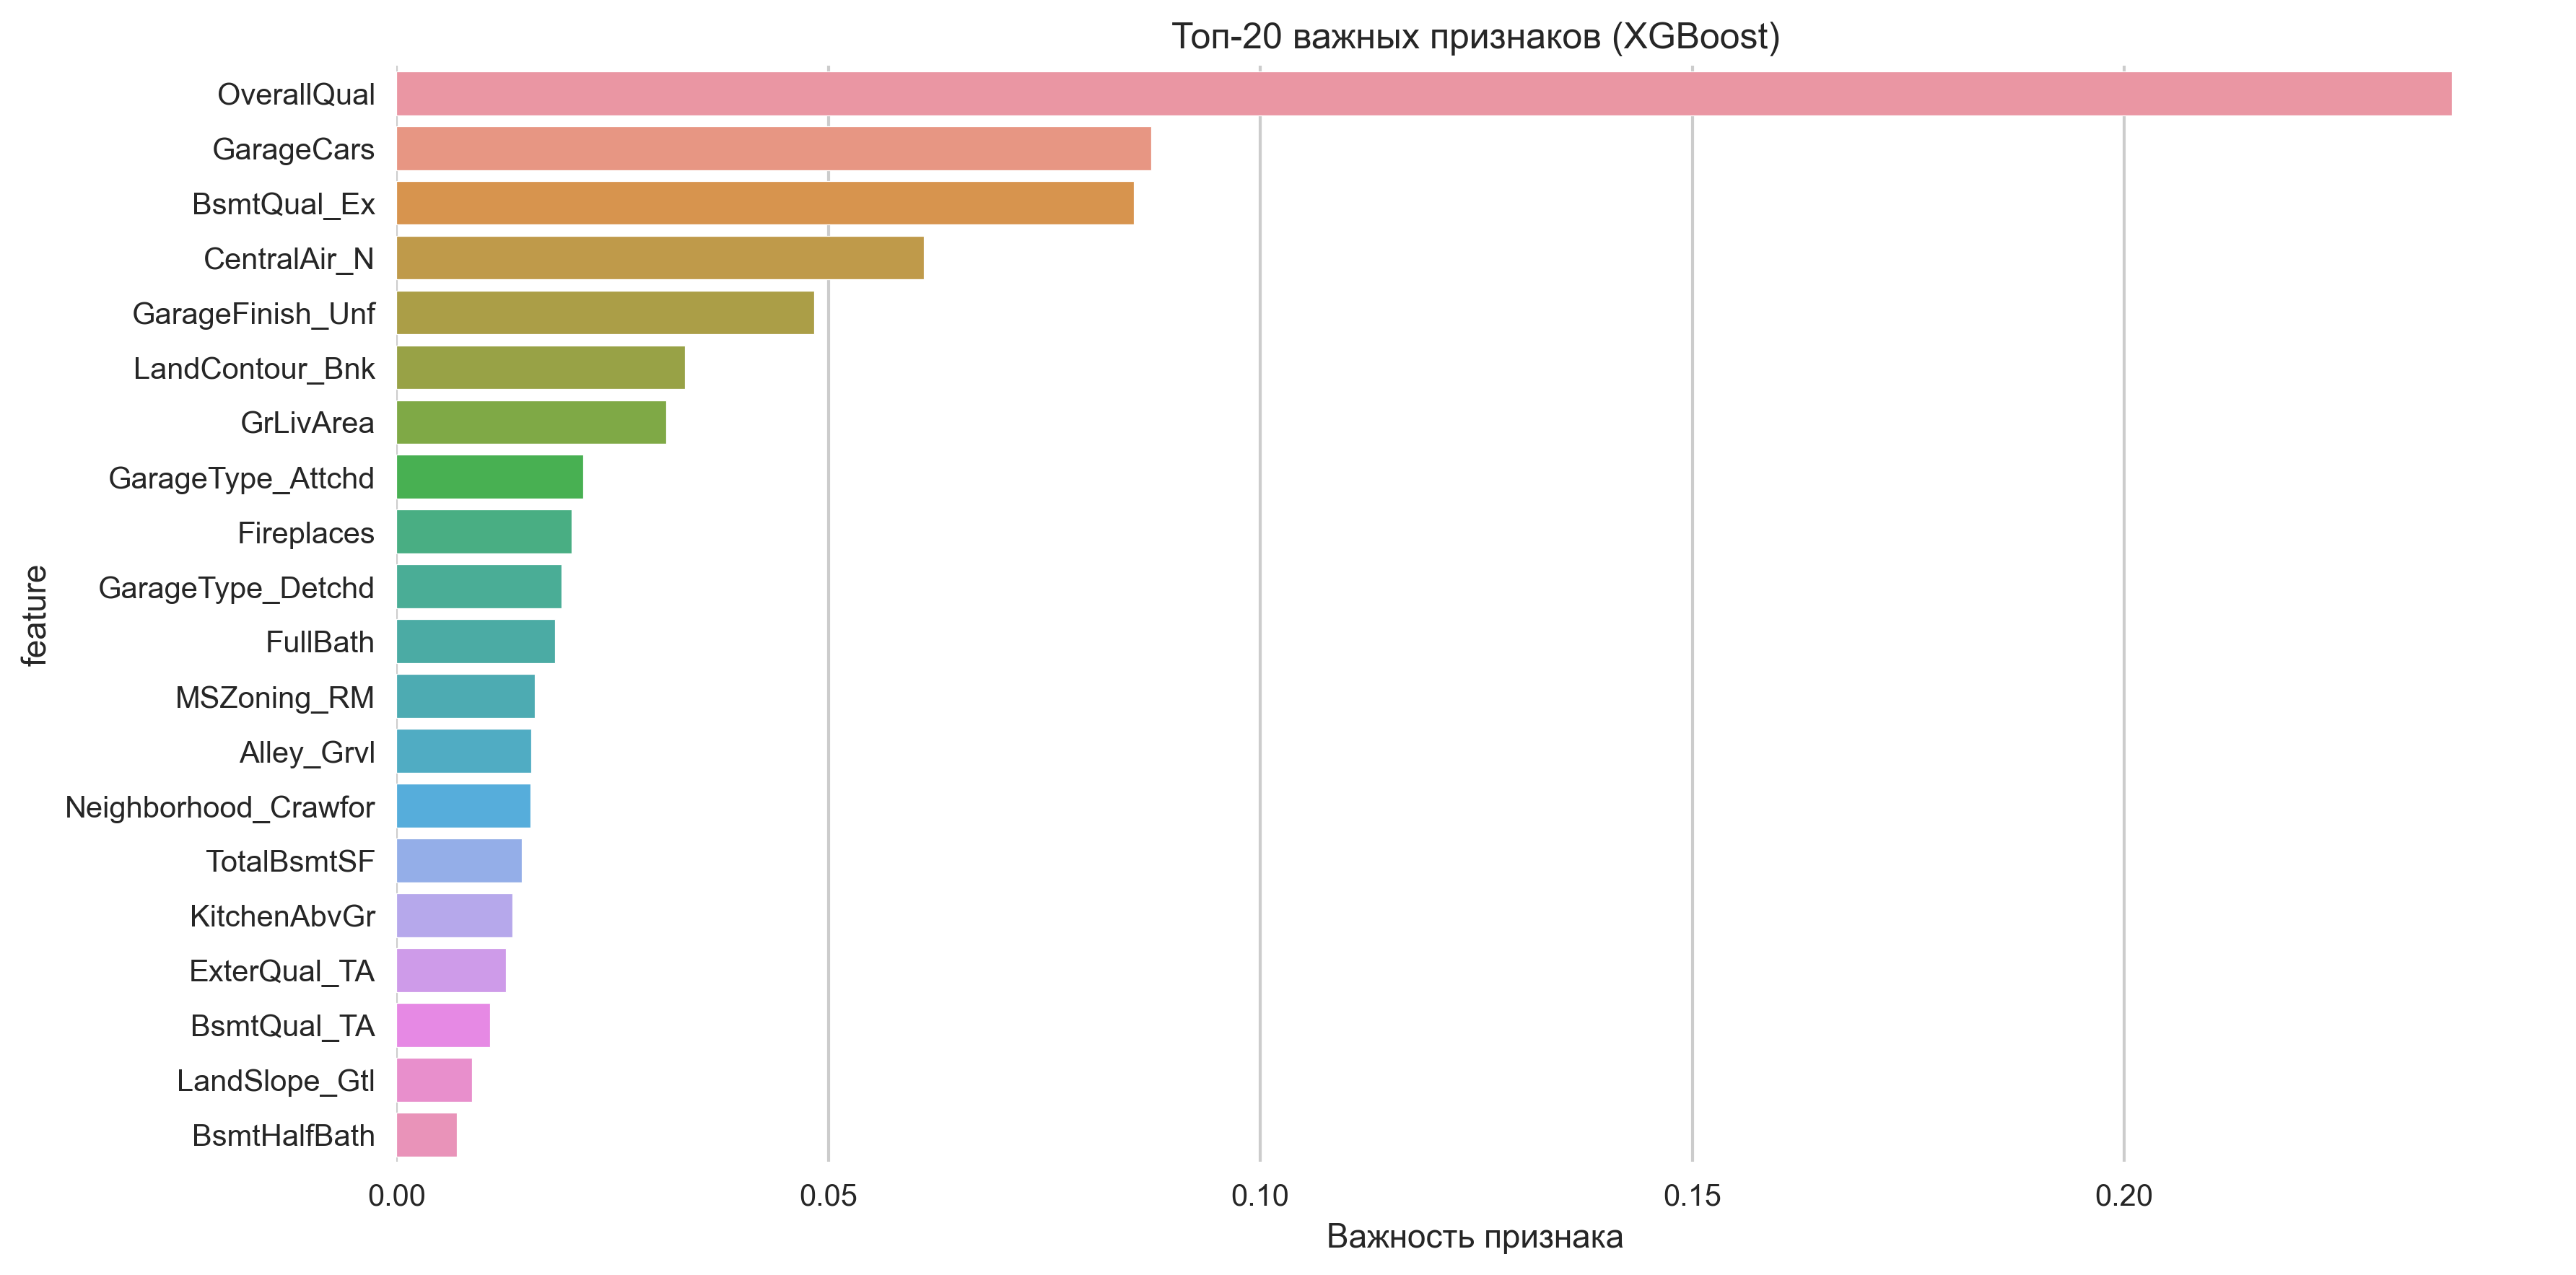 Топ-20 важных признаков (XGBoost)
OverallQual
GarageCars
BsmtQual_Ex
CentralAir_N
GarageFinish_Unf
LandContour_Bnk
GrLivArea
GarageType_Attchd
Fireplaces
GarageType_Detchd
FullBath
MSZoning_RM
Alley_Grvl
Neighborhood_Crawfor
TotalBsmtSF
KitchenAbvGr
ExterQual_TA
BsmtQual_TA
LandSlope_Gtl
BsmtHalfBath
feature
0.00 0.05 0.10 0.15 0.20
Важность признака